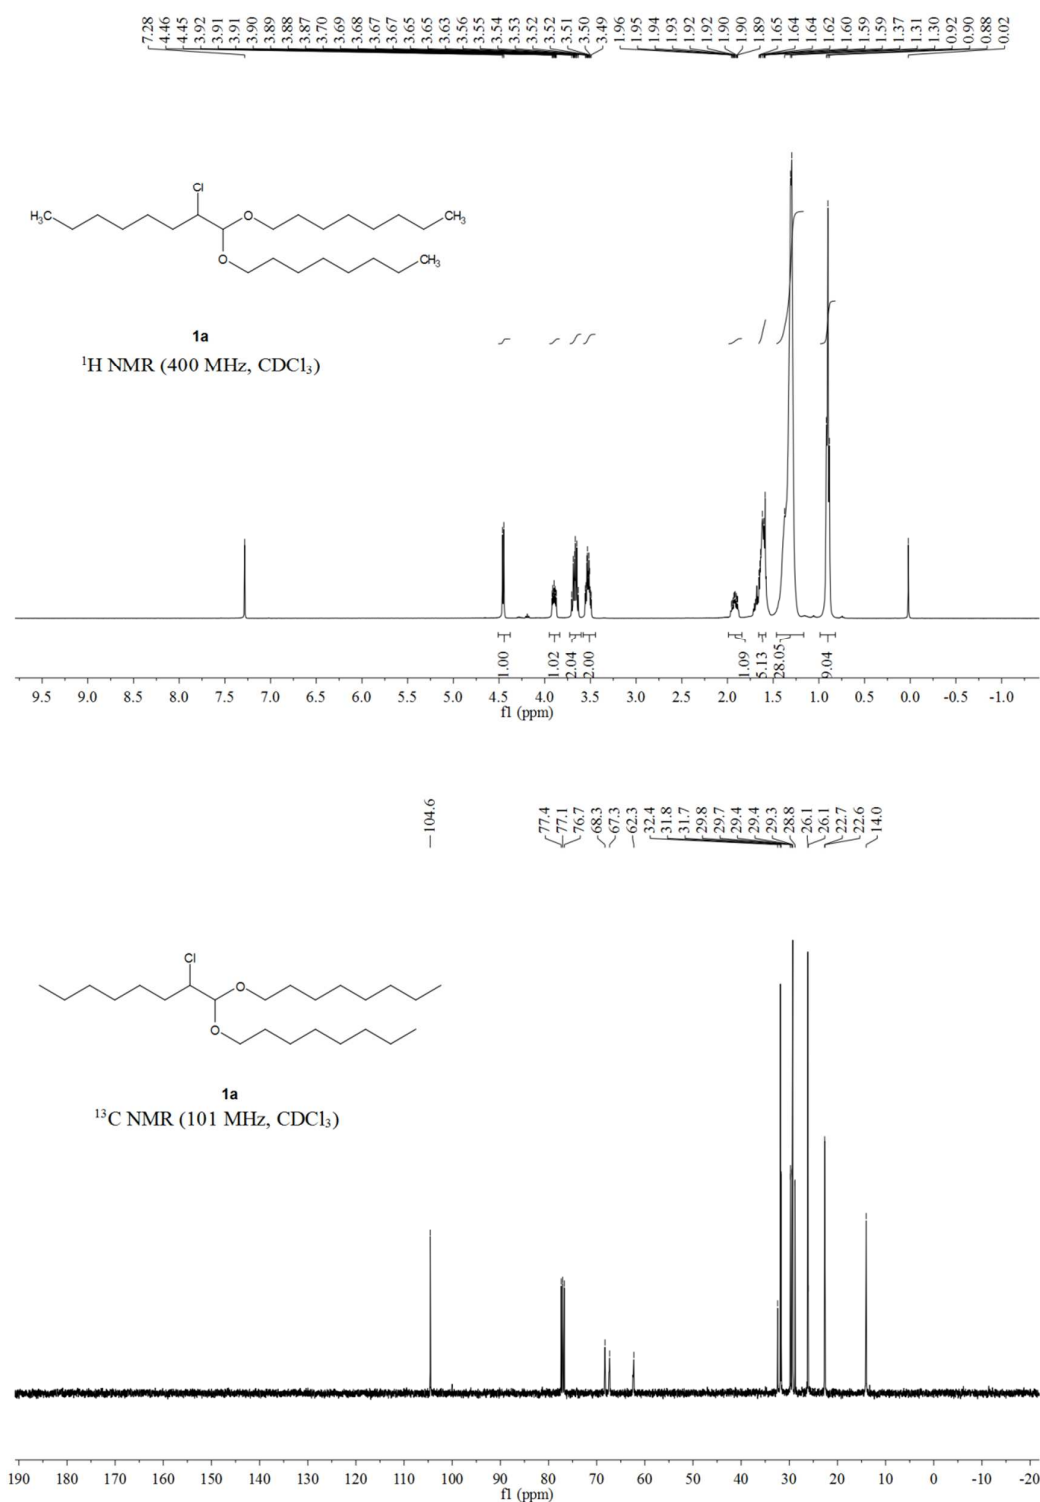 7.28 4.46 4.45 3.92 3.91 3.91 3.90 3.89 3.88 3.87 3.70 3.69 3.68 3.67 3.67 3.65 3.65 3.63 3.56 3.55 3.54 3.53 3.52 3.52 3.51 3.50 3.49 1.96 1.95 1.94 1.93 1.92 1.92 1.90 1.90 1.89 1.65 1.64 1.64 1.62 1.60 1.59 1.59 1.37 1.31 1.30 0.92 0.90 0.88 0.02
Cl
H₃C O CH₃
O CH₃
1a
¹H NMR (400 MHz, CDCl₃)
1.00 1.02 2.04 2.00 1.09 5.13 28.05 9.04
9.5 9.0 8.5 8.0 7.5 7.0 6.5 6.0 5.5 5.0 4.5 4.0 3.5 3.0 2.5 2.0 1.5 1.0 0.5 0.0 -0.5 -1.0
f1 (ppm)
104.6 77.4 77.1 76.7 68.3 67.3 62.3 32.4 31.8 31.7 29.8 29.7 29.4 29.4 29.3 28.8 26.1 26.1 22.7 22.6 14.0
Cl
O
O
1a
¹³C NMR (101 MHz, CDCl₃)
190 180 170 160 150 140 130 120 110 100 90 80 70 60 50 40 30 20 10 0 -10 -20
f1 (ppm)